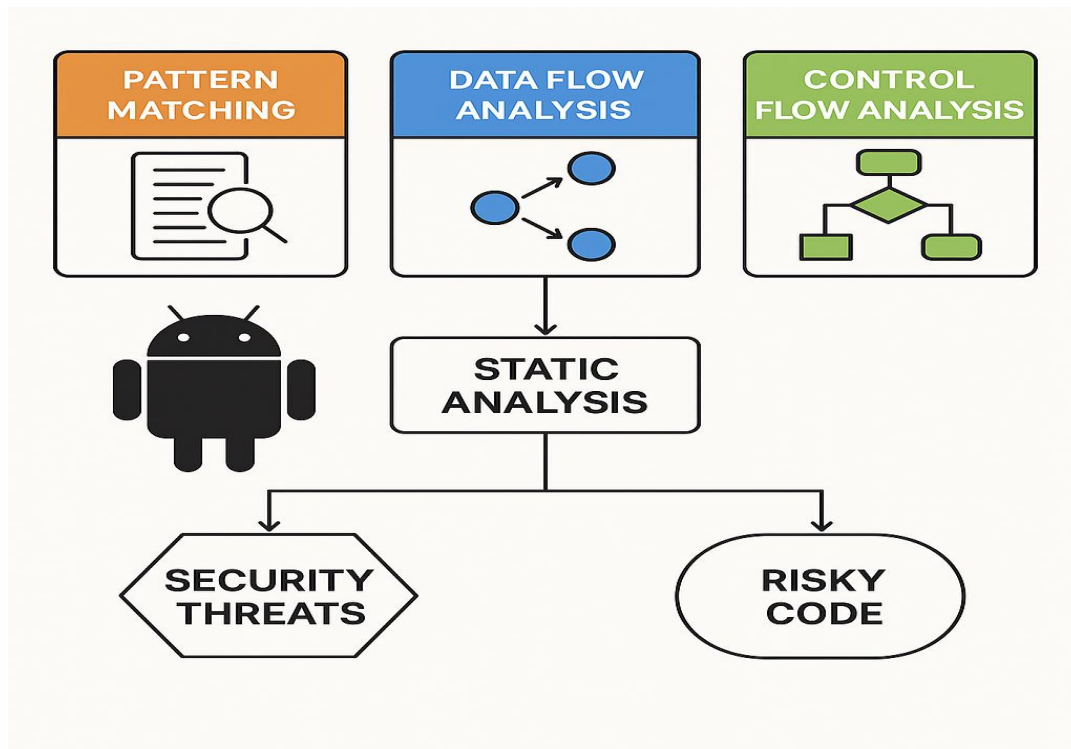 PATTERN
MATCHING
DATA FLOW
ANALYSIS
CONTROL
FLOW ANALYSIS
STATIC
ANALYSIS
SECURITY
THREATS
RISKY
CODE